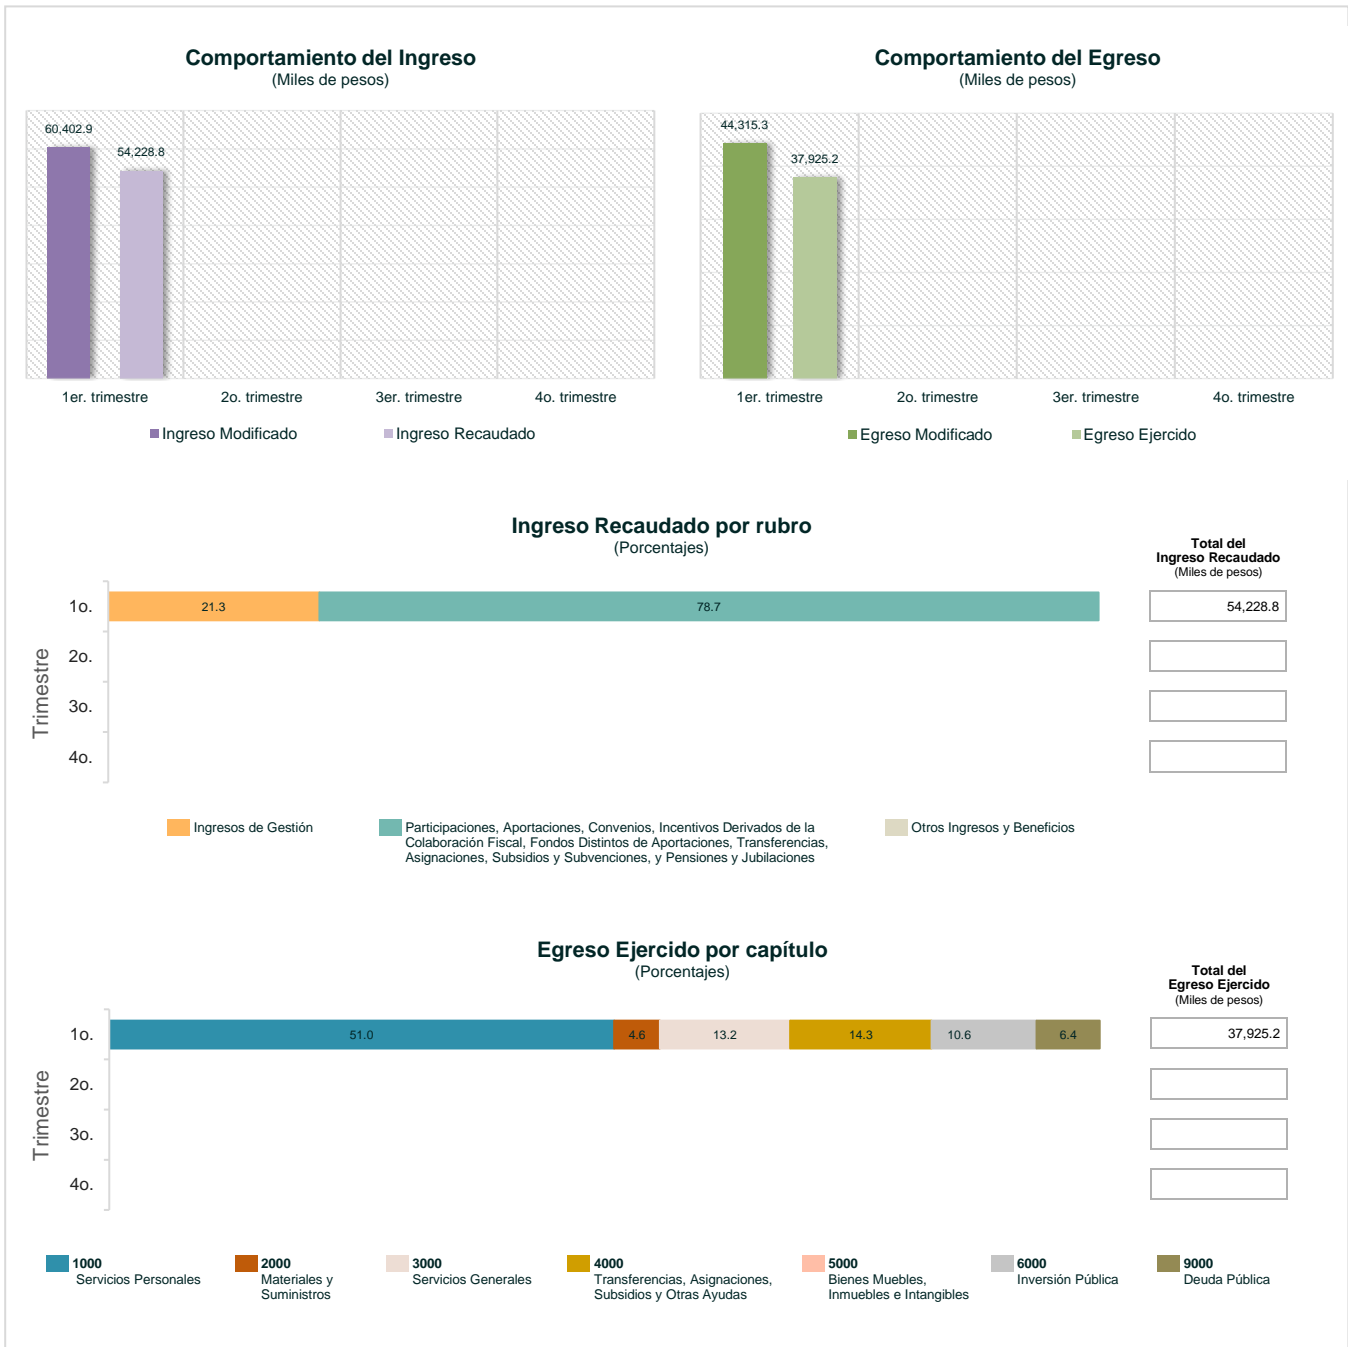 Comportamiento del Ingreso
(Miles de pesos)
60,402.9
54,228.8
1er. trimestre
2o. trimestre
3er. trimestre
4o. trimestre
Ingreso Modificado
Ingreso Recaudado
Comportamiento del Egreso
(Miles de pesos)
44,315.3
37,925.2
1er. trimestre
2o. trimestre
3er. trimestre
4o. trimestre
Egreso Modificado
Egreso Ejercido
Ingreso Recaudado por rubro
(Porcentajes)
Total del
Ingreso Recaudado
(Miles de pesos)
Trimestre
1o.
21.3
78.7
54,228.8
2o.
3o.
4o.
Ingresos de Gestión
Participaciones, Aportaciones, Convenios, Incentivos Derivados de la
Colaboración Fiscal, Fondos Distintos de Aportaciones, Transferencias,
Asignaciones, Subsidios y Subvenciones, y Pensiones y Jubilaciones
Otros Ingresos y Beneficios
Egreso Ejercido por capítulo
(Porcentajes)
Total del
Egreso Ejercido
(Miles de pesos)
Trimestre
1o.
51.0
4.6
13.2
14.3
10.6
6.4
37,925.2
2o.
3o.
4o.
1000
Servicios Personales
2000
Materiales y
Suministros
3000
Servicios Generales
4000
Transferencias, Asignaciones,
Subsidios y Otras Ayudas
5000
Bienes Muebles,
Inmuebles e Intangibles
6000
Inversión Pública
9000
Deuda Pública